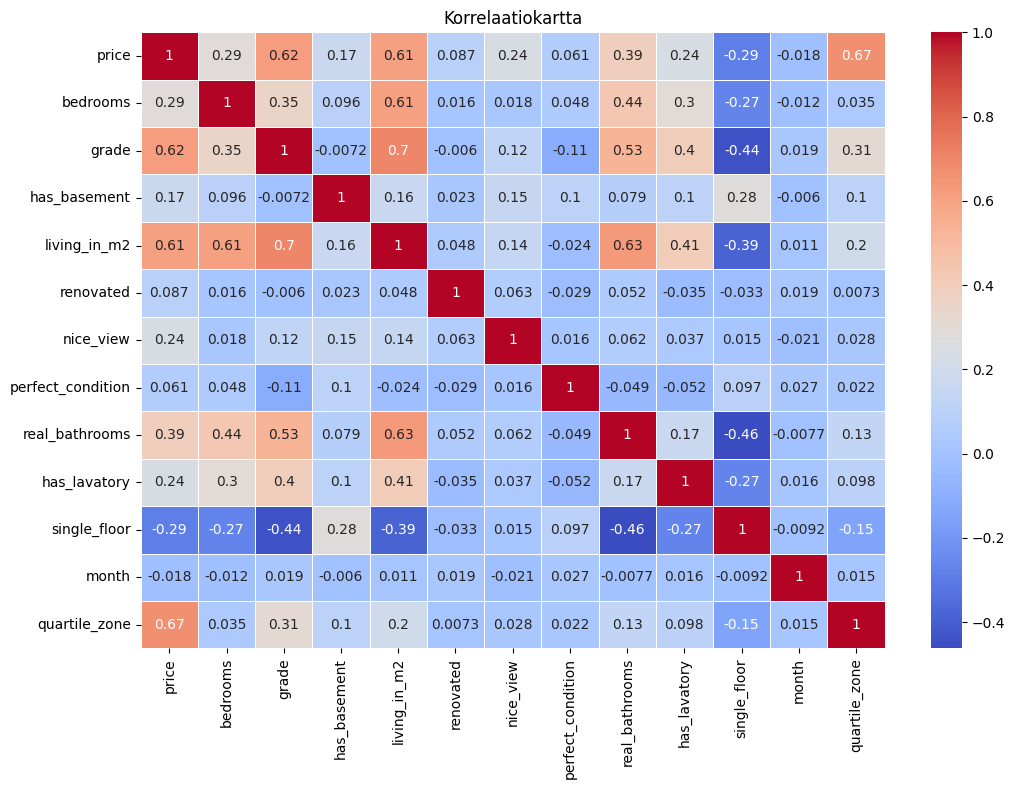 Korrelaatiokartta
price 1 0.29 0.62 0.17 0.61 0.087 0.24 0.061 0.39 0.24 -0.29 -0.018 0.67
bedrooms 0.29 1 0.35 0.096 0.61 0.016 0.018 0.048 0.44 0.3 -0.27 -0.012 0.035
grade 0.62 0.35 1 -0.0072 0.7 -0.006 0.12 -0.11 0.53 0.4 -0.44 0.019 0.31
has_basement 0.17 0.096 -0.0072 1 0.16 0.023 0.15 0.1 0.079 0.1 0.28 -0.006 0.1
living_in_m2 0.61 0.61 0.7 0.16 1 0.048 0.14 -0.024 0.63 0.41 -0.39 0.011 0.2
renovated 0.087 0.016 -0.006 0.023 0.048 1 0.063 -0.029 0.052 -0.035 -0.033 0.019 0.0073
nice_view 0.24 0.018 0.12 0.15 0.14 0.063 1 0.016 0.062 0.037 0.015 -0.021 0.028
perfect_condition 0.061 0.048 -0.11 0.1 -0.024 -0.029 0.016 1 -0.049 -0.052 0.097 0.027 0.022
real_bathrooms 0.39 0.44 0.53 0.079 0.63 0.052 0.062 -0.049 1 0.17 -0.46 -0.0077 0.13
has_lavatory 0.24 0.3 0.4 0.1 0.41 -0.035 0.037 -0.052 0.17 1 -0.27 0.016 0.098
single_floor -0.29 -0.27 -0.44 0.28 -0.39 -0.033 0.015 0.097 -0.46 -0.27 1 -0.0092 -0.15
month -0.018 -0.012 0.019 -0.006 0.011 0.019 -0.021 0.027 -0.0077 0.016 -0.0092 1 0.015
quartile_zone 0.67 0.035 0.31 0.1 0.2 0.0073 0.028 0.022 0.13 0.098 -0.15 0.015 1
price bedrooms grade has_basement living_in_m2 renovated nice_view perfect_condition real_bathrooms has_lavatory single_floor month quartile_zone
1.0
0.8
0.6
0.4
0.2
0.0
−0.2
−0.4